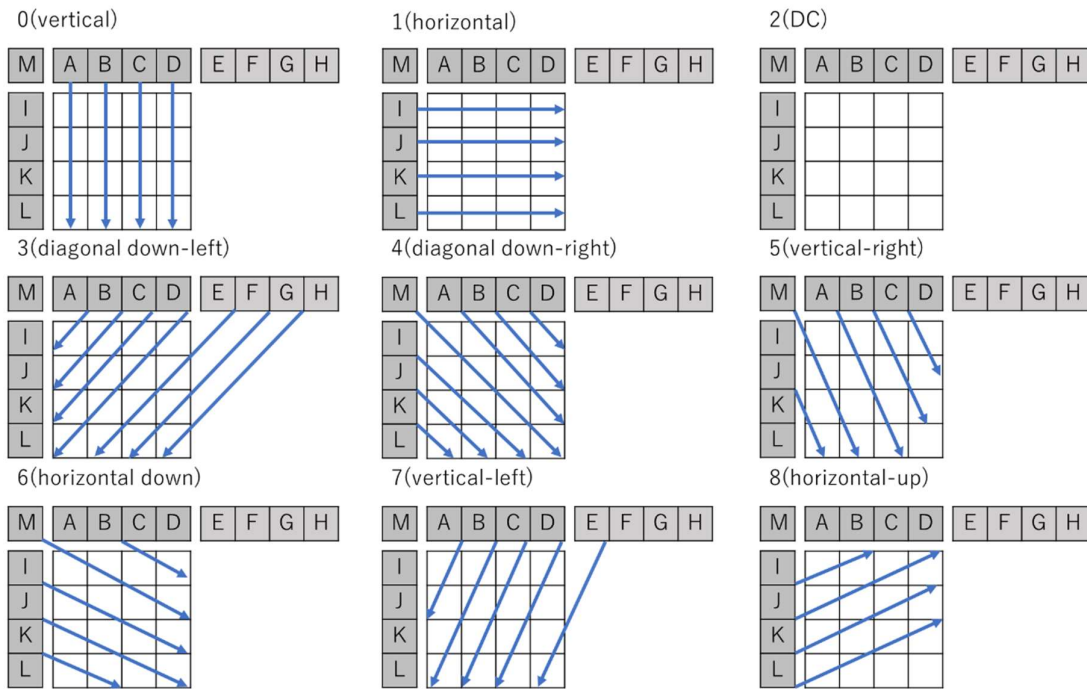 0(vertical) 1(horizontal) 2(DC)
M A B C D E F G H M A B C D E F G H M A B C D E F G H
I I I
J J J
K K K
L L L
3(diagonal down-left) 4(diagonal down-right) 5(vertical-right)
M A B C D E F G H M A B C D E F G H M A B C D E F G H
I I I
J J J
K K K
L L L
6(horizontal down) 7(vertical-left) 8(horizontal-up)
M A B C D E F G H M A B C D E F G H M A B C D E F G H
I I I
J J J
K K K
L L L